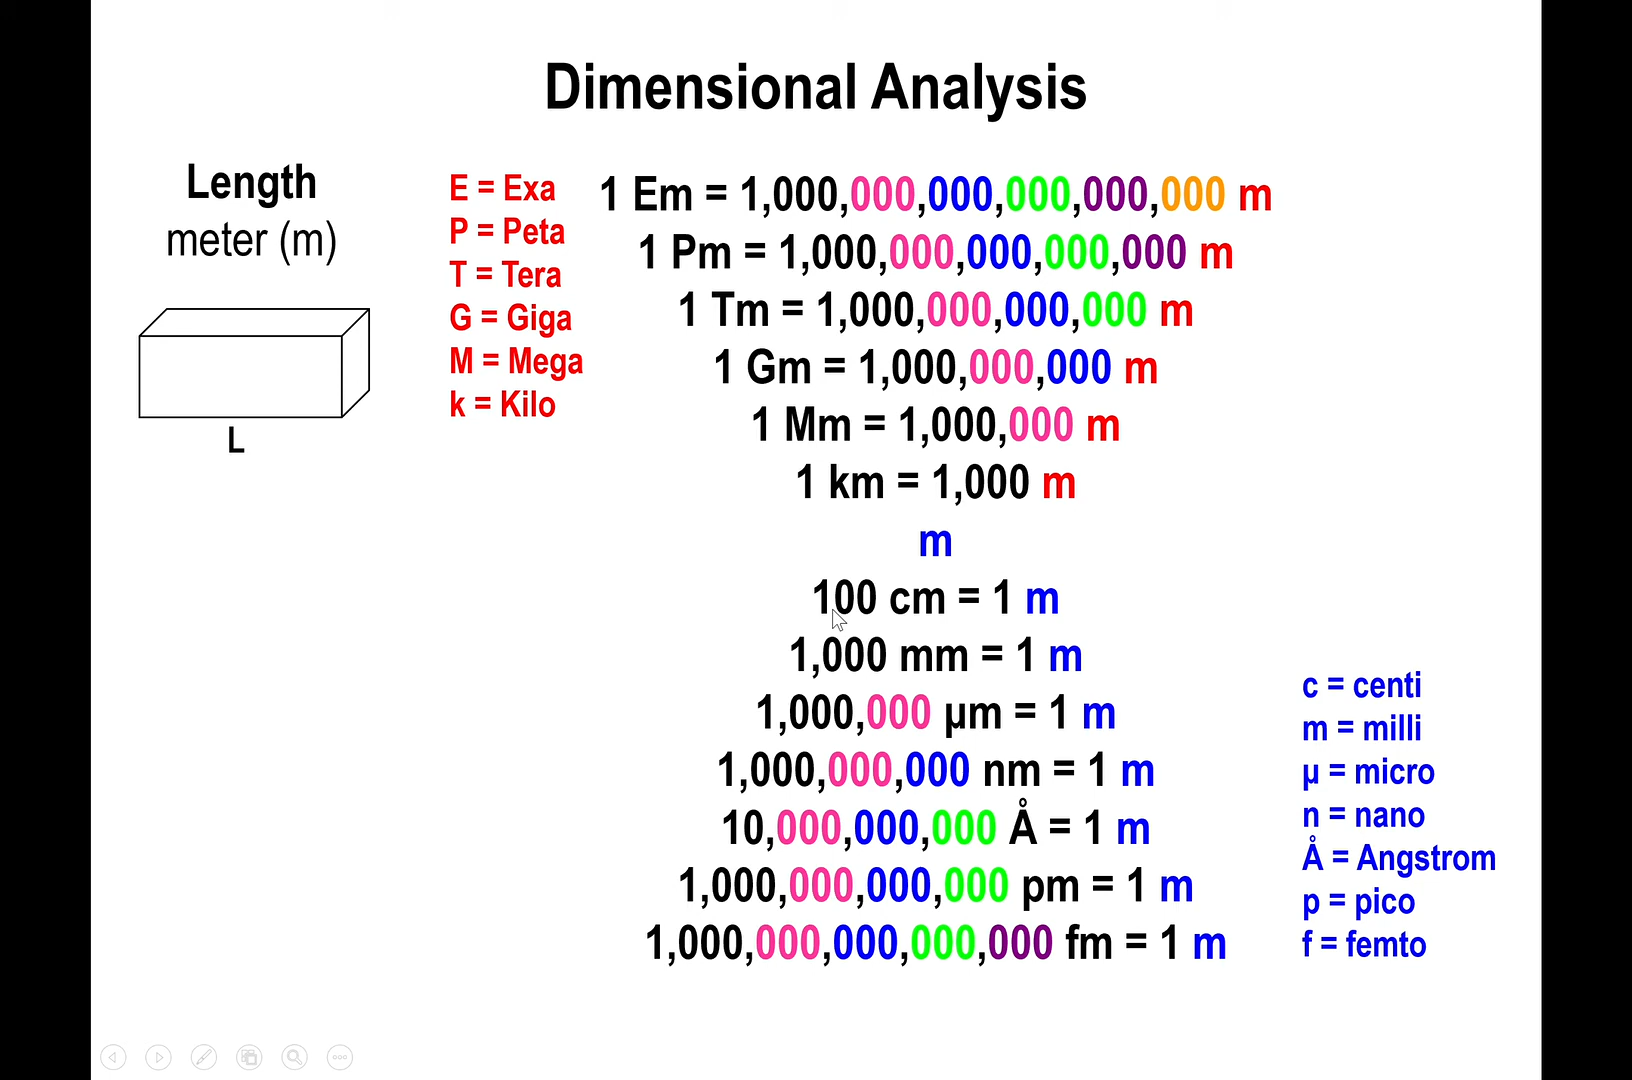 Dimensional Analysis
Length
meter (m)
L
E = Exa
P = Peta
T = Tera
G = Giga
M = Mega
k = Kilo
1 Em = 1,000,000,000,000,000,000 m
1 Pm = 1,000,000,000,000,000 m
1 Tm = 1,000,000,000,000 m
1 Gm = 1,000,000,000 m
1 Mm = 1,000,000 m
1 km = 1,000 m
m
100 cm = 1 m
1,000 mm = 1 m
1,000,000 μm = 1 m
1,000,000,000 nm = 1 m
10,000,000,000 Å = 1 m
1,000,000,000,000 pm = 1 m
1,000,000,000,000,000 fm = 1 m
c = centi
m = milli
μ = micro
n = nano
Å = Angstrom
p = pico
f = femto